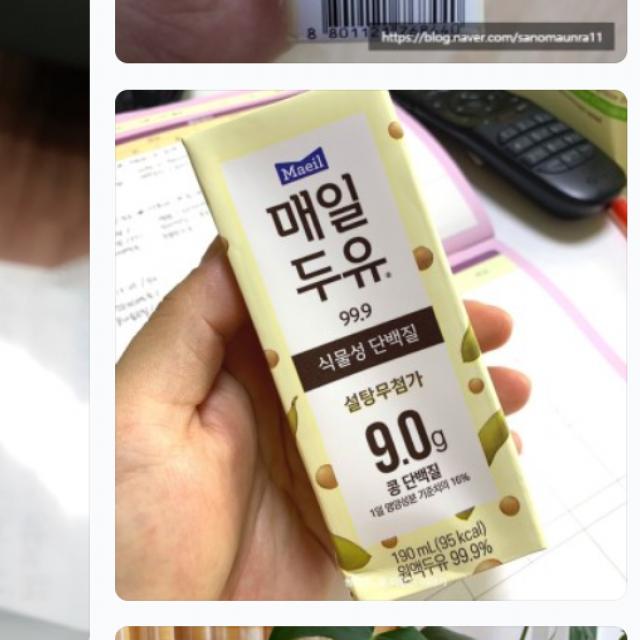 https://blog.naver.com/sanomaunra11
Maeil
매일
두유
99.9
식물성 단백질
설탕무첨가
9.0g
콩 단백질
1일 영양성분 기준치의 16%
190 mL(95 kcal)
원액두유 99.9%